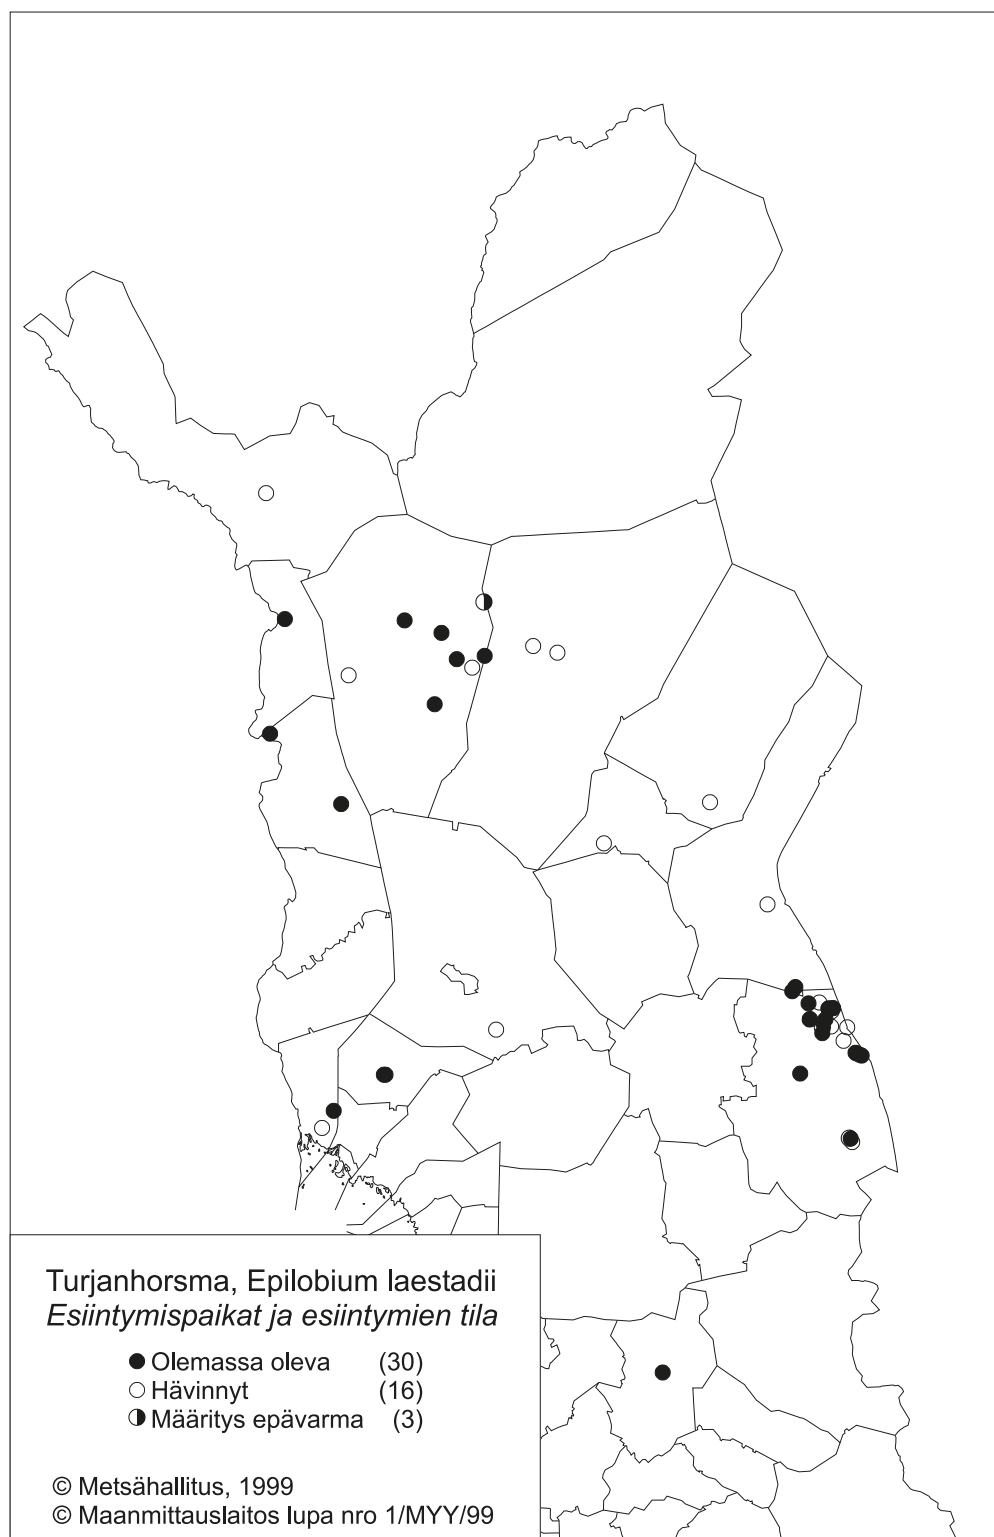 Turjanhorsma, Epilobium laestadii
Esiintymispaikat ja esiintymien tila
Olemassa oleva (30)
Hävinnyt (16)
Määritys epävarma (3)
© Metsähallitus, 1999
© Maanmittauslaitos lupa nro 1/MYY/99